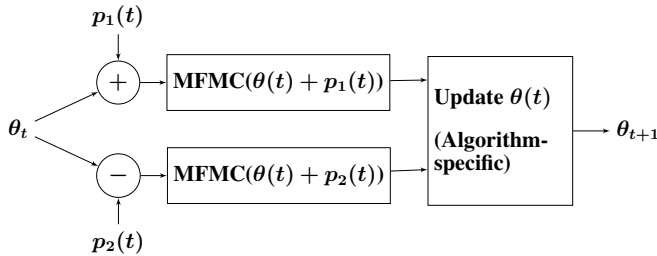 p₁(t)
+
MFMC(θ(t) + p₁(t))
θₜ
Update θ(t)
(Algorithm-
specific)
θₜ₊₁
−
MFMC(θ(t) + p₂(t))
p₂(t)